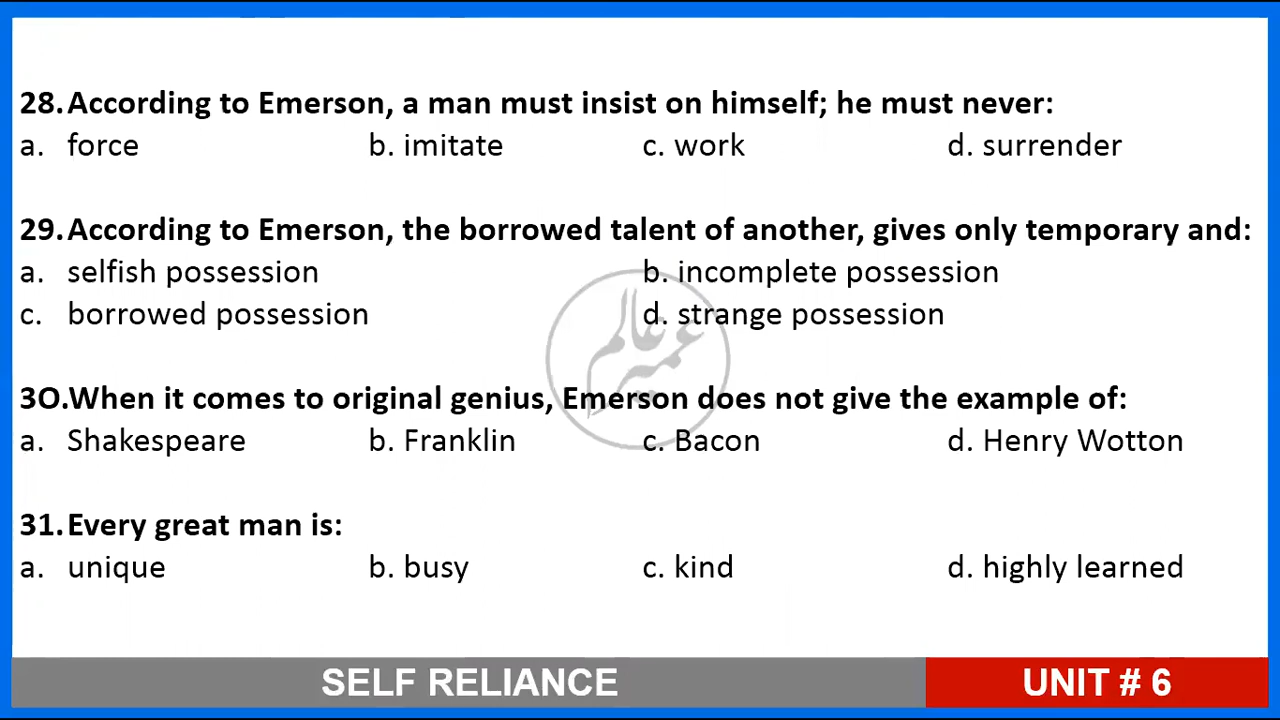 28. According to Emerson, a man must insist on himself; he must never:
a. force b. imitate c. work d. surrender
29. According to Emerson, the borrowed talent of another, gives only temporary and:
a. selfish possession b. incomplete possession
c. borrowed possession d. strange possession
3O. When it comes to original genius, Emerson does not give the example of:
a. Shakespeare b. Franklin c. Bacon d. Henry Wotton
31. Every great man is:
a. unique b. busy c. kind d. highly learned
عالم
عمیر
SELF RELIANCE UNIT # 6